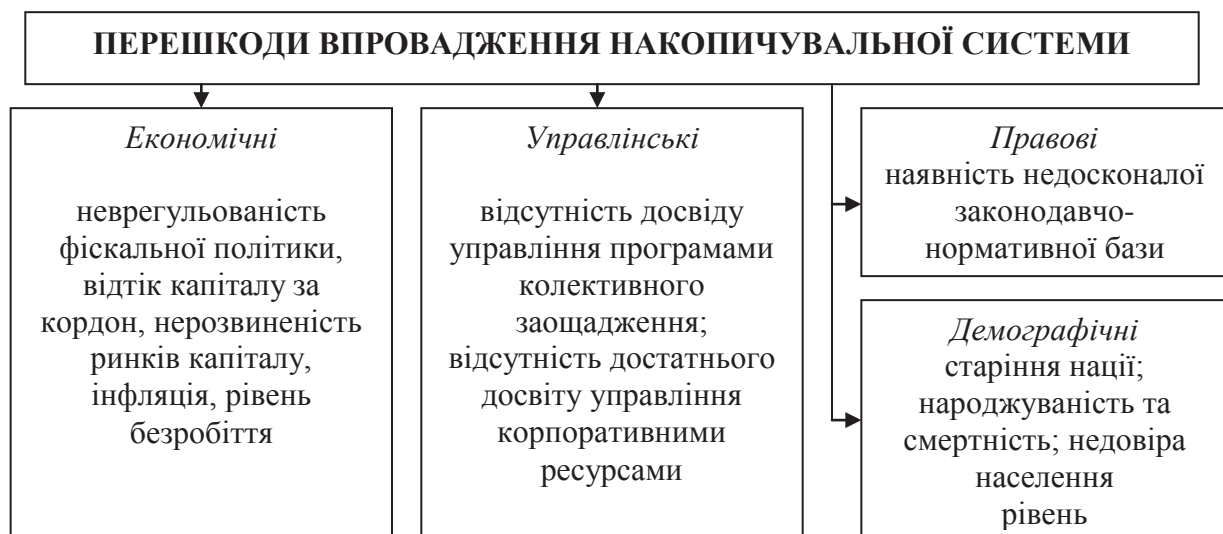 ПЕРЕШКОДИ ВПРОВАДЖЕННЯ НАКОПИЧУВАЛЬНОЇ СИСТЕМИ
Економічні
неврегульованість
фіскальної політики,
відтік капіталу за
кордон, нерозвиненість
ринків капіталу,
інфляція, рівень
безробіття
Управлінські
відсутність досвіду
управління програмами
колективного
заощадження;
відсутність достатнього
досвіту управління
корпоративними
ресурсами
Правові
наявність недосконалої
законодавчо-
нормативної бази
Демографічні
старіння нації;
народжуваність та
смертність; недовіра
населення
рівень